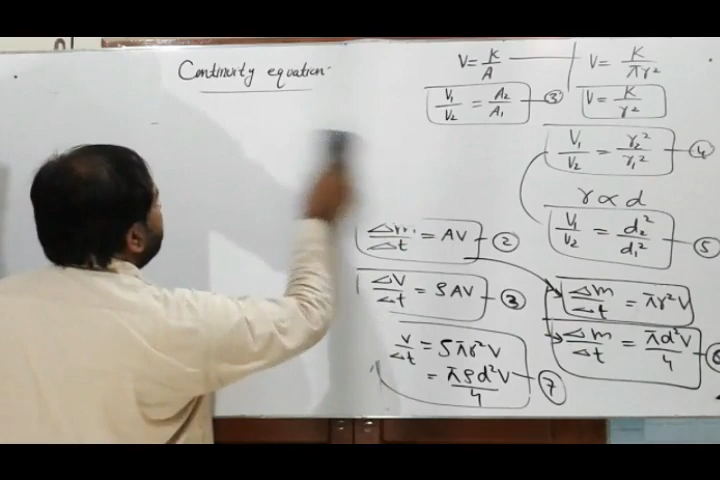 Continuity equation
V = K/A
V = K/πr²
V₁/V₂ = A₂/A₁ ③
V = K/r²
V₁/V₂ = r₂²/r₁² ④
r ∝ d
V₁/V₂ = d₂²/d₁² ⑤
Δm/Δt = AV ②
ΔV/Δt = ρAV ③
Δm/Δt = πr²V
Δm/Δt = πd²V/4 ⑥
V/Δt = ρπr²V
= πρd²V/4 ⑦